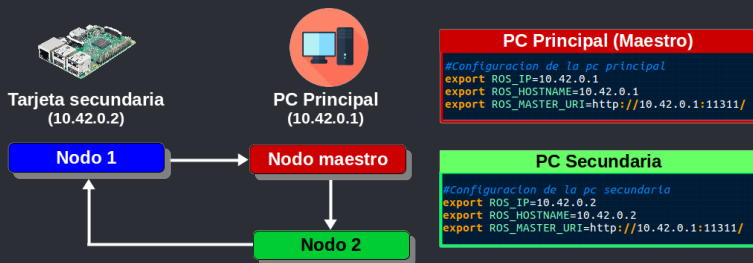 Tarjeta secundaria
(10.42.0.2)
PC Principal
(10.42.0.1)
Nodo 1
Nodo maestro
Nodo 2
PC Principal (Maestro)
#Configuracion de la pc principal
export ROS_IP=10.42.0.1
export ROS_HOSTNAME=10.42.0.1
export ROS_MASTER_URI=http://10.42.0.1:11311/
PC Secundaria
#Configuracion de la pc secundaria
export ROS_IP=10.42.0.2
export ROS_HOSTNAME=10.42.0.2
export ROS_MASTER_URI=http://10.42.0.1:11311/